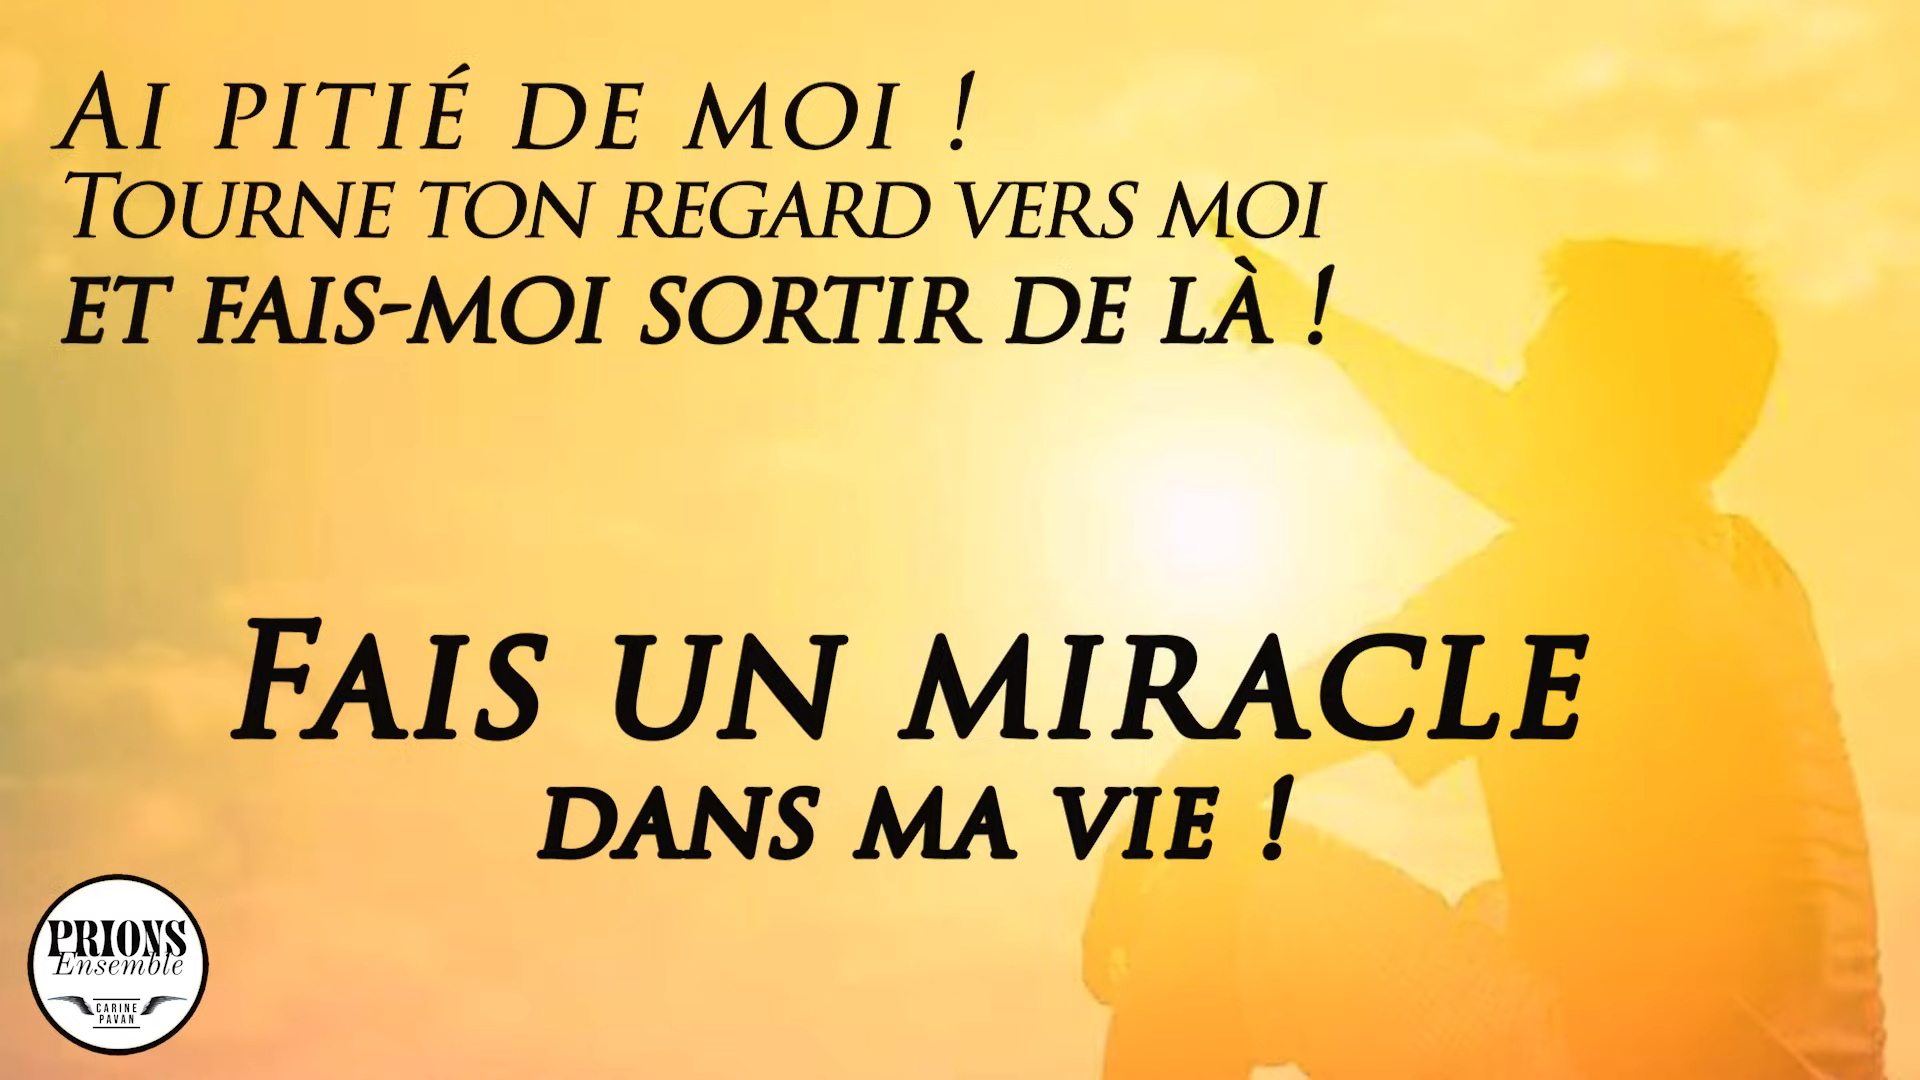 Ai pitié de moi !
Tourne ton regard vers moi
et fais-moi sortir de là !
Fais un miracle
dans ma vie !
PRIONS
Ensemble
CARINE
PAVAN